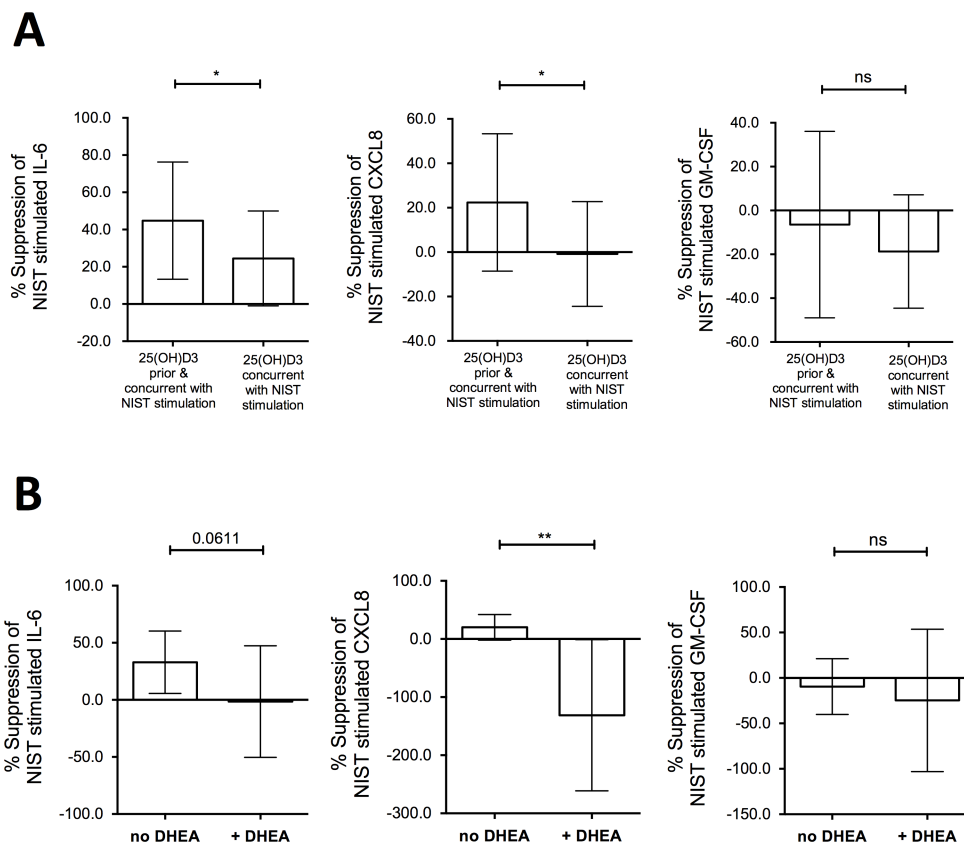 A
% Suppression of
NIST stimulated IL-6
100.0
80.0
60.0
40.0
20.0
0.0
-20.0
*
25(OH)D3
prior &
concurrent with
NIST stimulation
25(OH)D3
concurrent
with NIST
stimulation
% Suppression of
NIST stimulated CXCL8
60.0
40.0
20.0
0.0
-20.0
-40.0
*
25(OH)D3
prior &
concurrent with
NIST stimulation
25(OH)D3
concurrent
with NIST
stimulation
% Suppression of
NIST stimulated GM-CSF
40.0
20.0
0.0
-20.0
-40.0
-60.0
ns
25(OH)D3
prior &
concurrent with
NIST stimulation
25(OH)D3
concurrent
with NIST
stimulation
B
% Suppression of
NIST stimulated IL-6
100.0
50.0
0.0
-50.0
-100.0
0.0611
no DHEA + DHEA
% Suppression of
NIST stimulated CXCL8
100.0
0.0
-100.0
-200.0
-300.0
**
no DHEA + DHEA
% Suppression of
NIST stimulated GM-CSF
100.0
50.0
0.0
-50.0
-100.0
-150.0
ns
no DHEA + DHEA